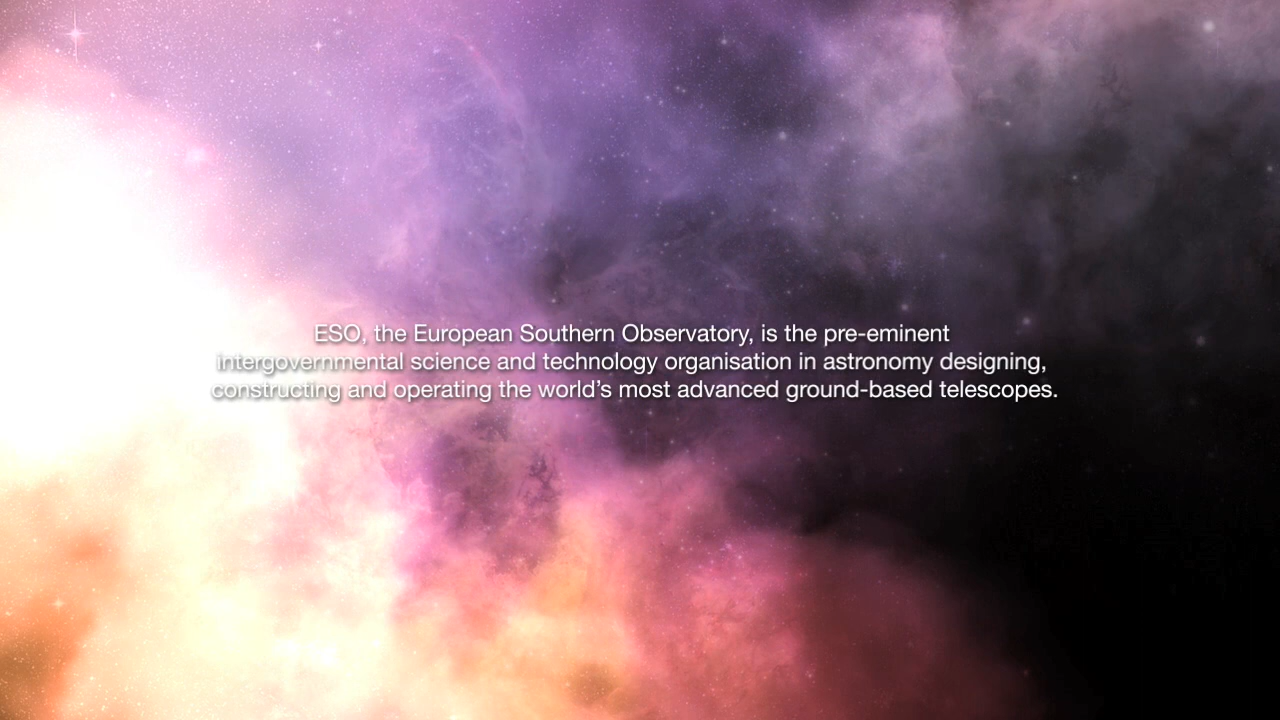 ESO, the European Southern Observatory, is the pre-eminent
intergovernmental science and technology organisation in astronomy designing,
constructing and operating the world’s most advanced ground-based telescopes.